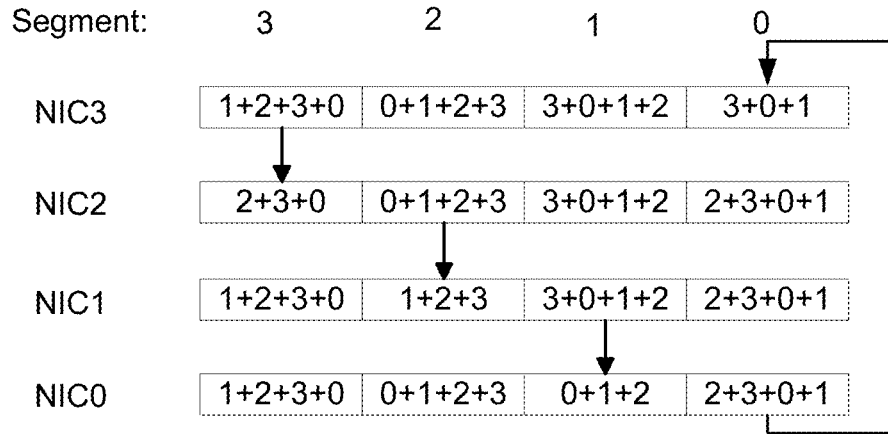 Segment: 3 2 1 0
NIC3 1+2+3+0 0+1+2+3 3+0+1+2 3+0+1
NIC2 2+3+0 0+1+2+3 3+0+1+2 2+3+0+1
NIC1 1+2+3+0 1+2+3 3+0+1+2 2+3+0+1
NIC0 1+2+3+0 0+1+2+3 0+1+2 2+3+0+1